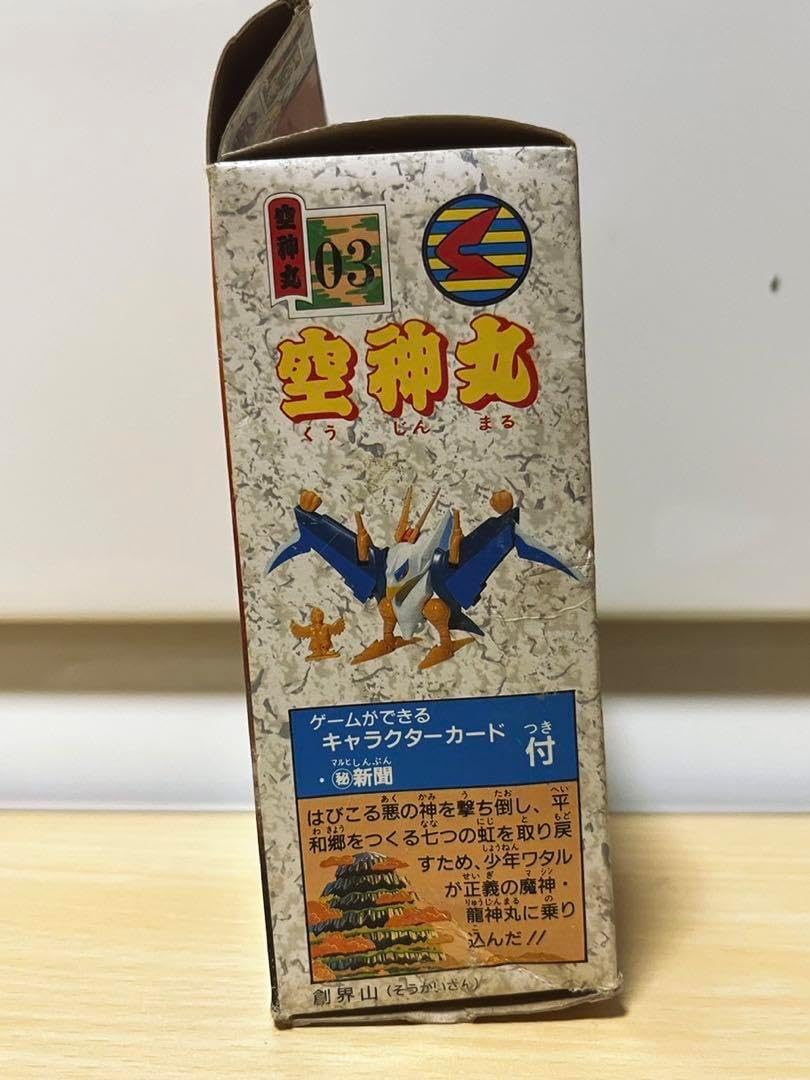 空神丸
03
空神丸
くうじんまる
ゲームができる
キャラクターカード
つき
付
マルヒしんぶん
・㊙新聞
あく かみ う たお へい
はびこる悪の神を撃ち倒し、平
わきょう なな にじ と もど
和郷をつくる七つの虹を取り戻
しょうねん
すため、少年ワタル
せいぎ マシン
が正義の魔神・
りゅうじんまる の
龍神丸に乗り
こ
込んだ!!
創界山(そうかいざん)